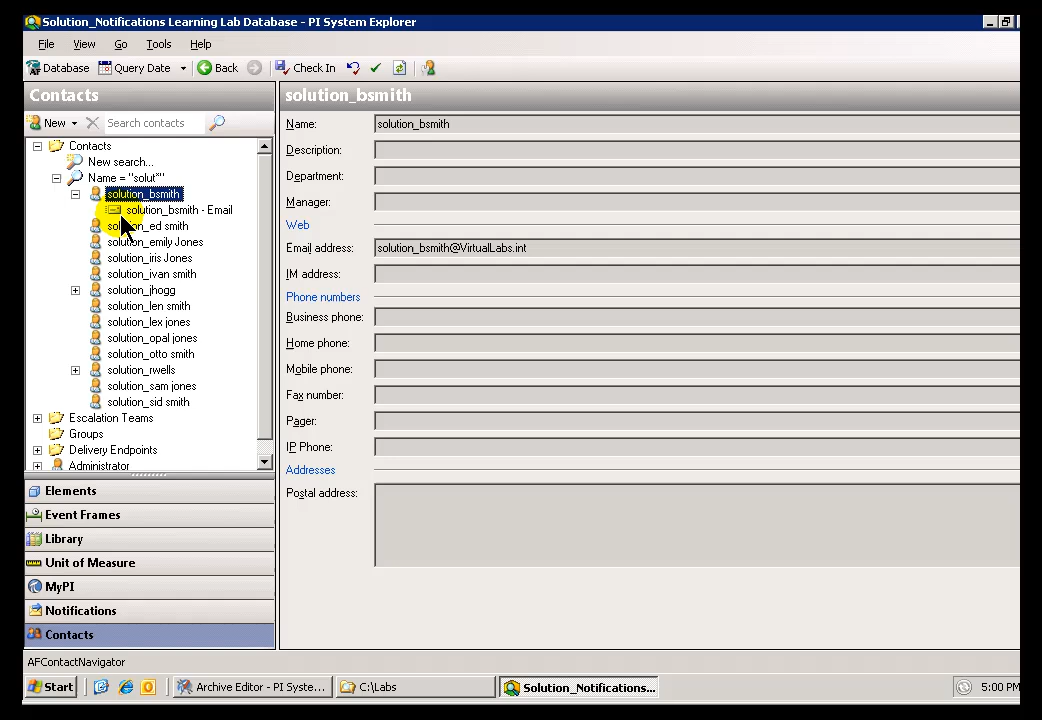 Solution_Notifications Learning Lab Database - PI System Explorer
File View Go Tools Help
Database Query Date Back Check In
Contacts
New Search contacts
Contacts
New search...
Name = "solut*"
solution_bsmith
solution_bsmith - Email
solution_ed smith
solution_emily Jones
solution_iris Jones
solution_ivan smith
solution_jhogg
solution_len smith
solution_lex jones
solution_opal jones
solution_otto smith
solution_rwells
solution_sam jones
solution_sid smith
Escalation Teams
Groups
Delivery Endpoints
Administrator
Elements
Event Frames
Library
Unit of Measure
MyPI
Notifications
Contacts
solution_bsmith
Name: solution_bsmith
Description:
Department:
Manager:
Web
Email address: solution_bsmith@VirtualLabs.int
IM address:
Phone numbers
Business phone:
Home phone:
Mobile phone:
Fax number:
Pager:
IP Phone:
Addresses
Postal address:
AFContactNavigator
Start Archive Editor - PI Syste... C:\Labs Solution_Notifications... 5:00 PM